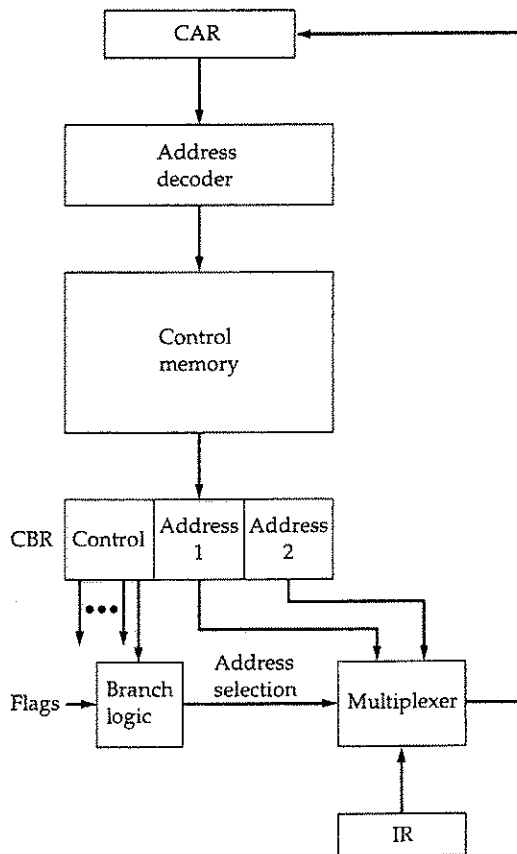 CAR
Address
decoder
Control
memory
CBR
Control
Address
1
Address
2
Flags
Branch
logic
Address
selection
Multiplexer
IR